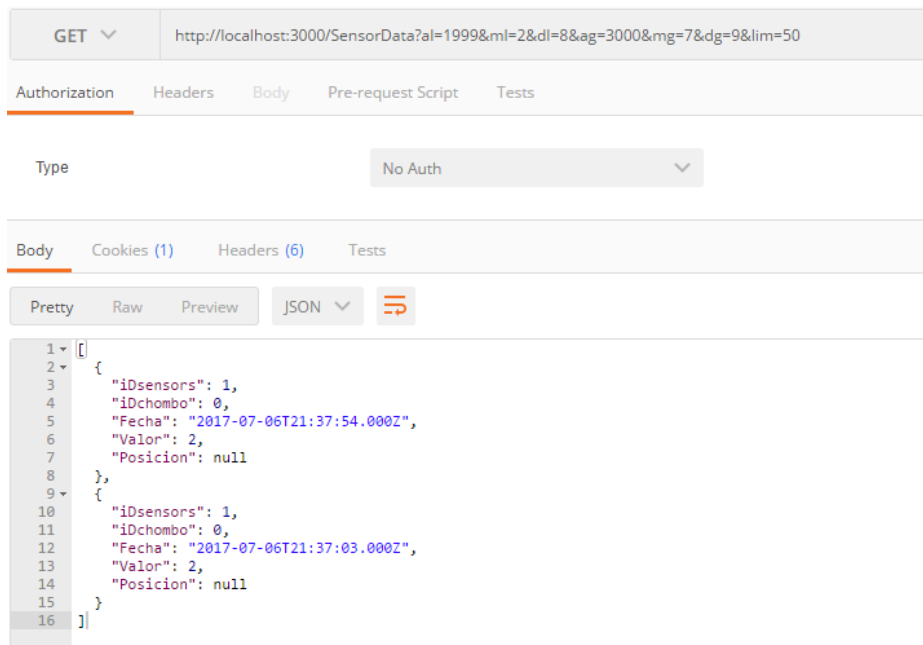 GET http://localhost:3000/SensorData?al=1999&ml=2&dl=8&ag=3000&mg=7&dg=9&lim=50
Authorization Headers Body Pre-request Script Tests
Type No Auth
Body Cookies (1) Headers (6) Tests
Pretty Raw Preview JSON
1 [
2 {
3 "iDsensors": 1,
4 "iDchombo": 0,
5 "Fecha": "2017-07-06T21:37:54.000Z",
6 "Valor": 2,
7 "Posicion": null
8 },
9 {
10 "iDsensors": 1,
11 "iDchombo": 0,
12 "Fecha": "2017-07-06T21:37:03.000Z",
13 "Valor": 2,
14 "Posicion": null
15 }
16 ]